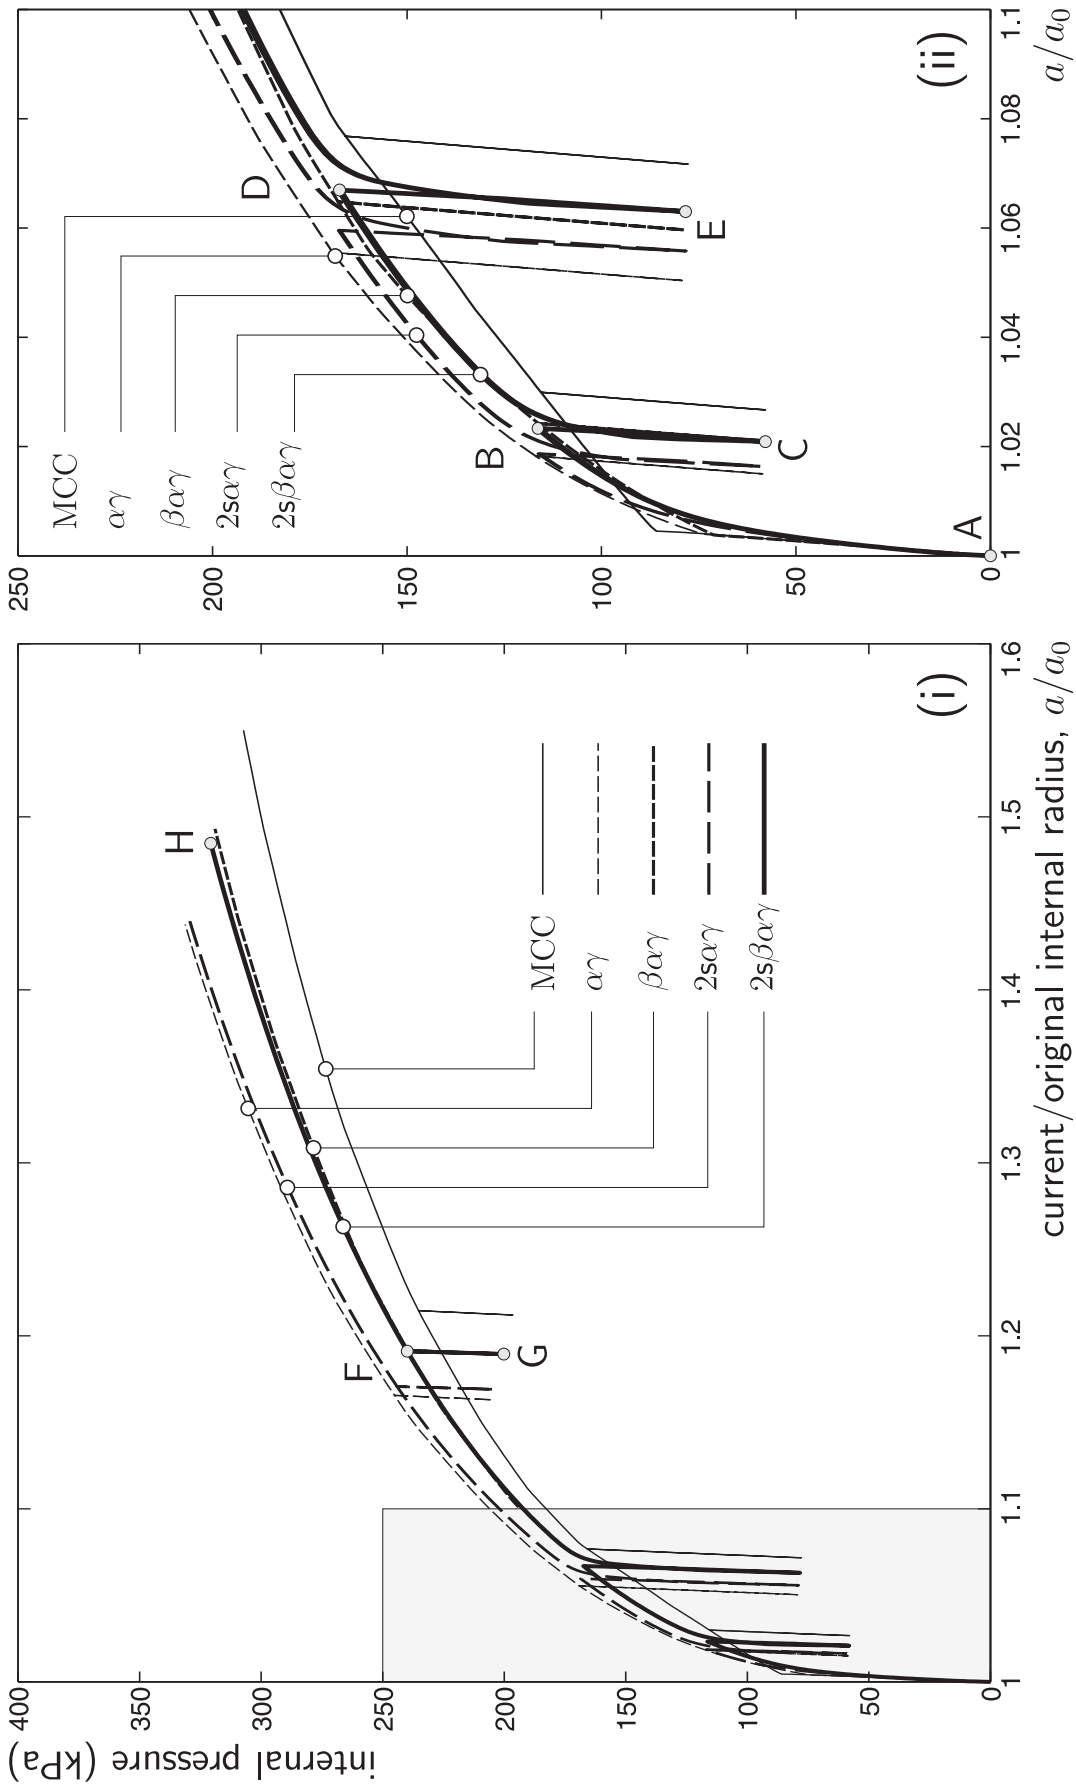 internal pressure (kPa)
400
350
300
250
200
150
100
50
0
1
1.1
1.2
1.3
1.4
1.5
1.6
current/original internal radius, a/a₀
(i)
F
G
H
MCC
αγ
βαγ
2sαγ
2sβαγ
250
200
150
100
50
0
1
1.02
1.04
1.06
1.08
1.1
a/a₀
(ii)
MCC
αγ
βαγ
2sαγ
2sβαγ
A
B
C
D
E